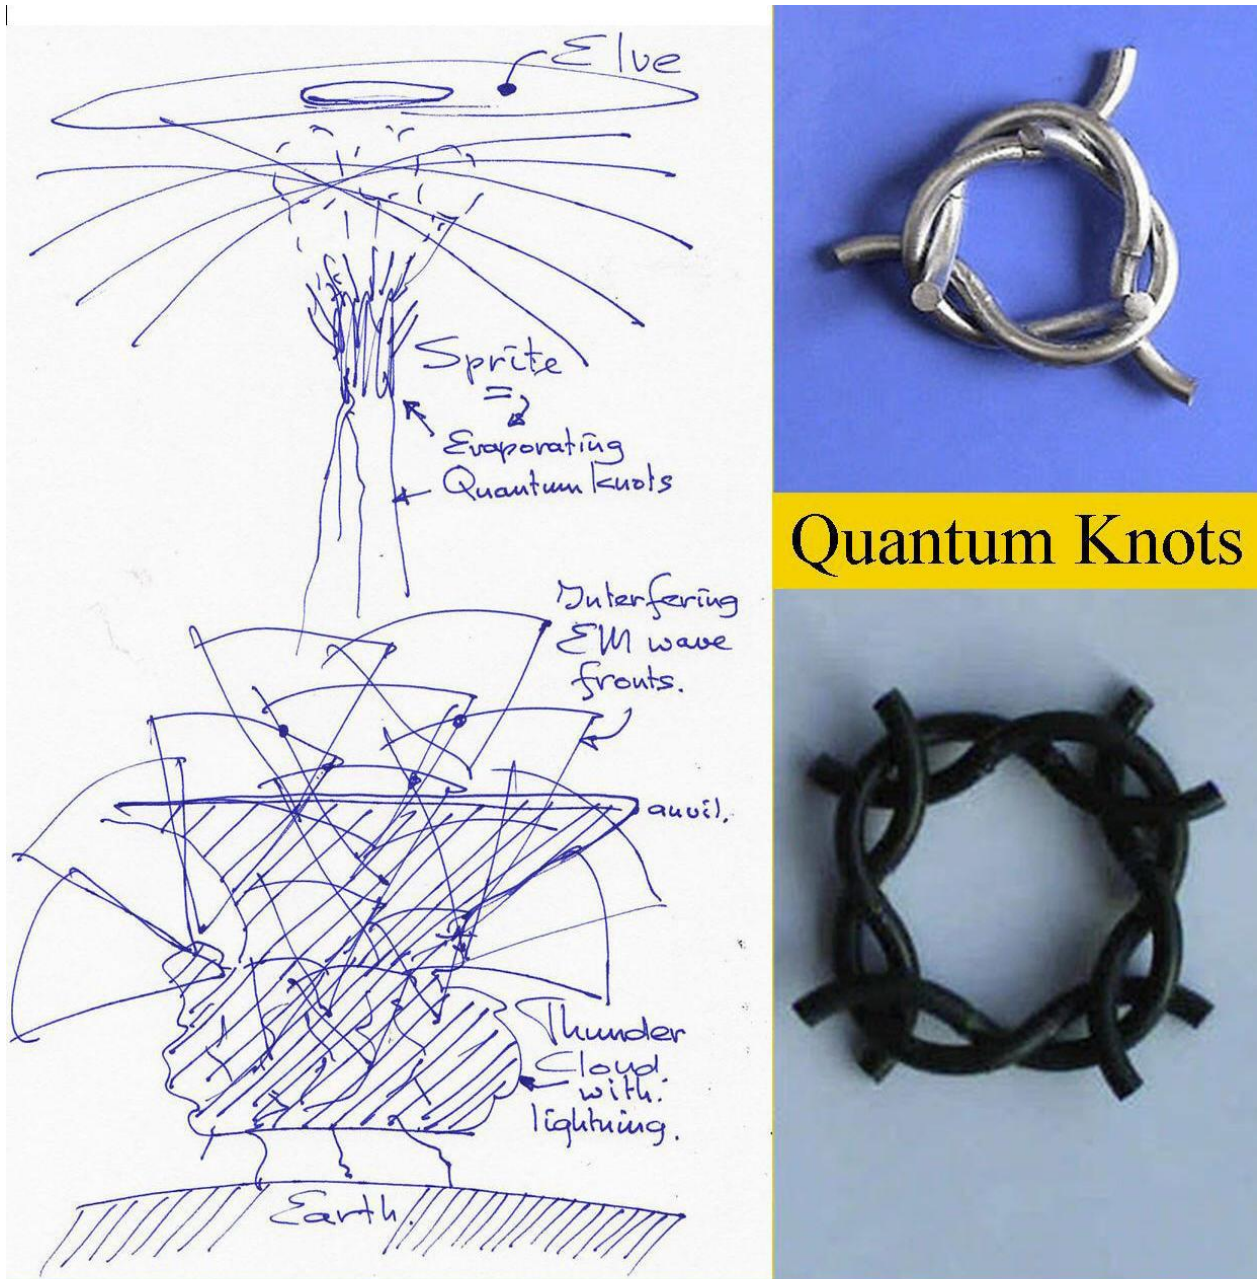 Elve
Sprite
=
Evaporating
Quantum knots
Interfering
EM wave
fronts.
anvil.
Thunder
Cloud
with.
lightning.
Earth.
Quantum Knots